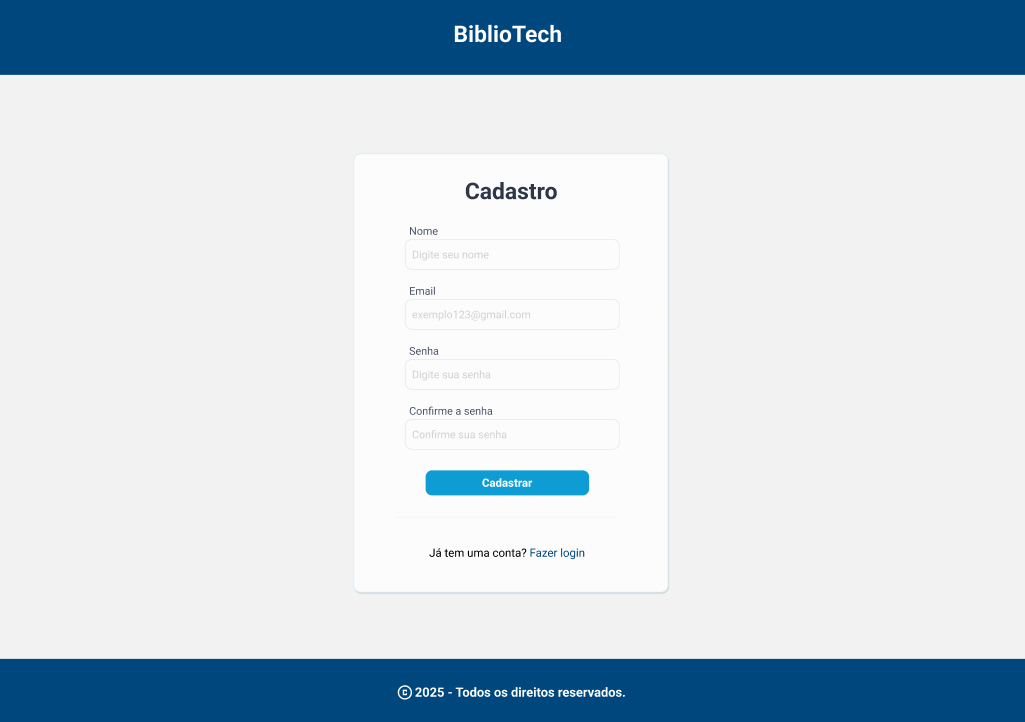 BiblioTech
Cadastro
Nome
Digite seu nome
Email
exemplo123@gmail.com
Senha
Digite sua senha
Confirme a senha
Confirme sua senha
Cadastrar
Já tem uma conta? Fazer login
© 2025 - Todos os direitos reservados.